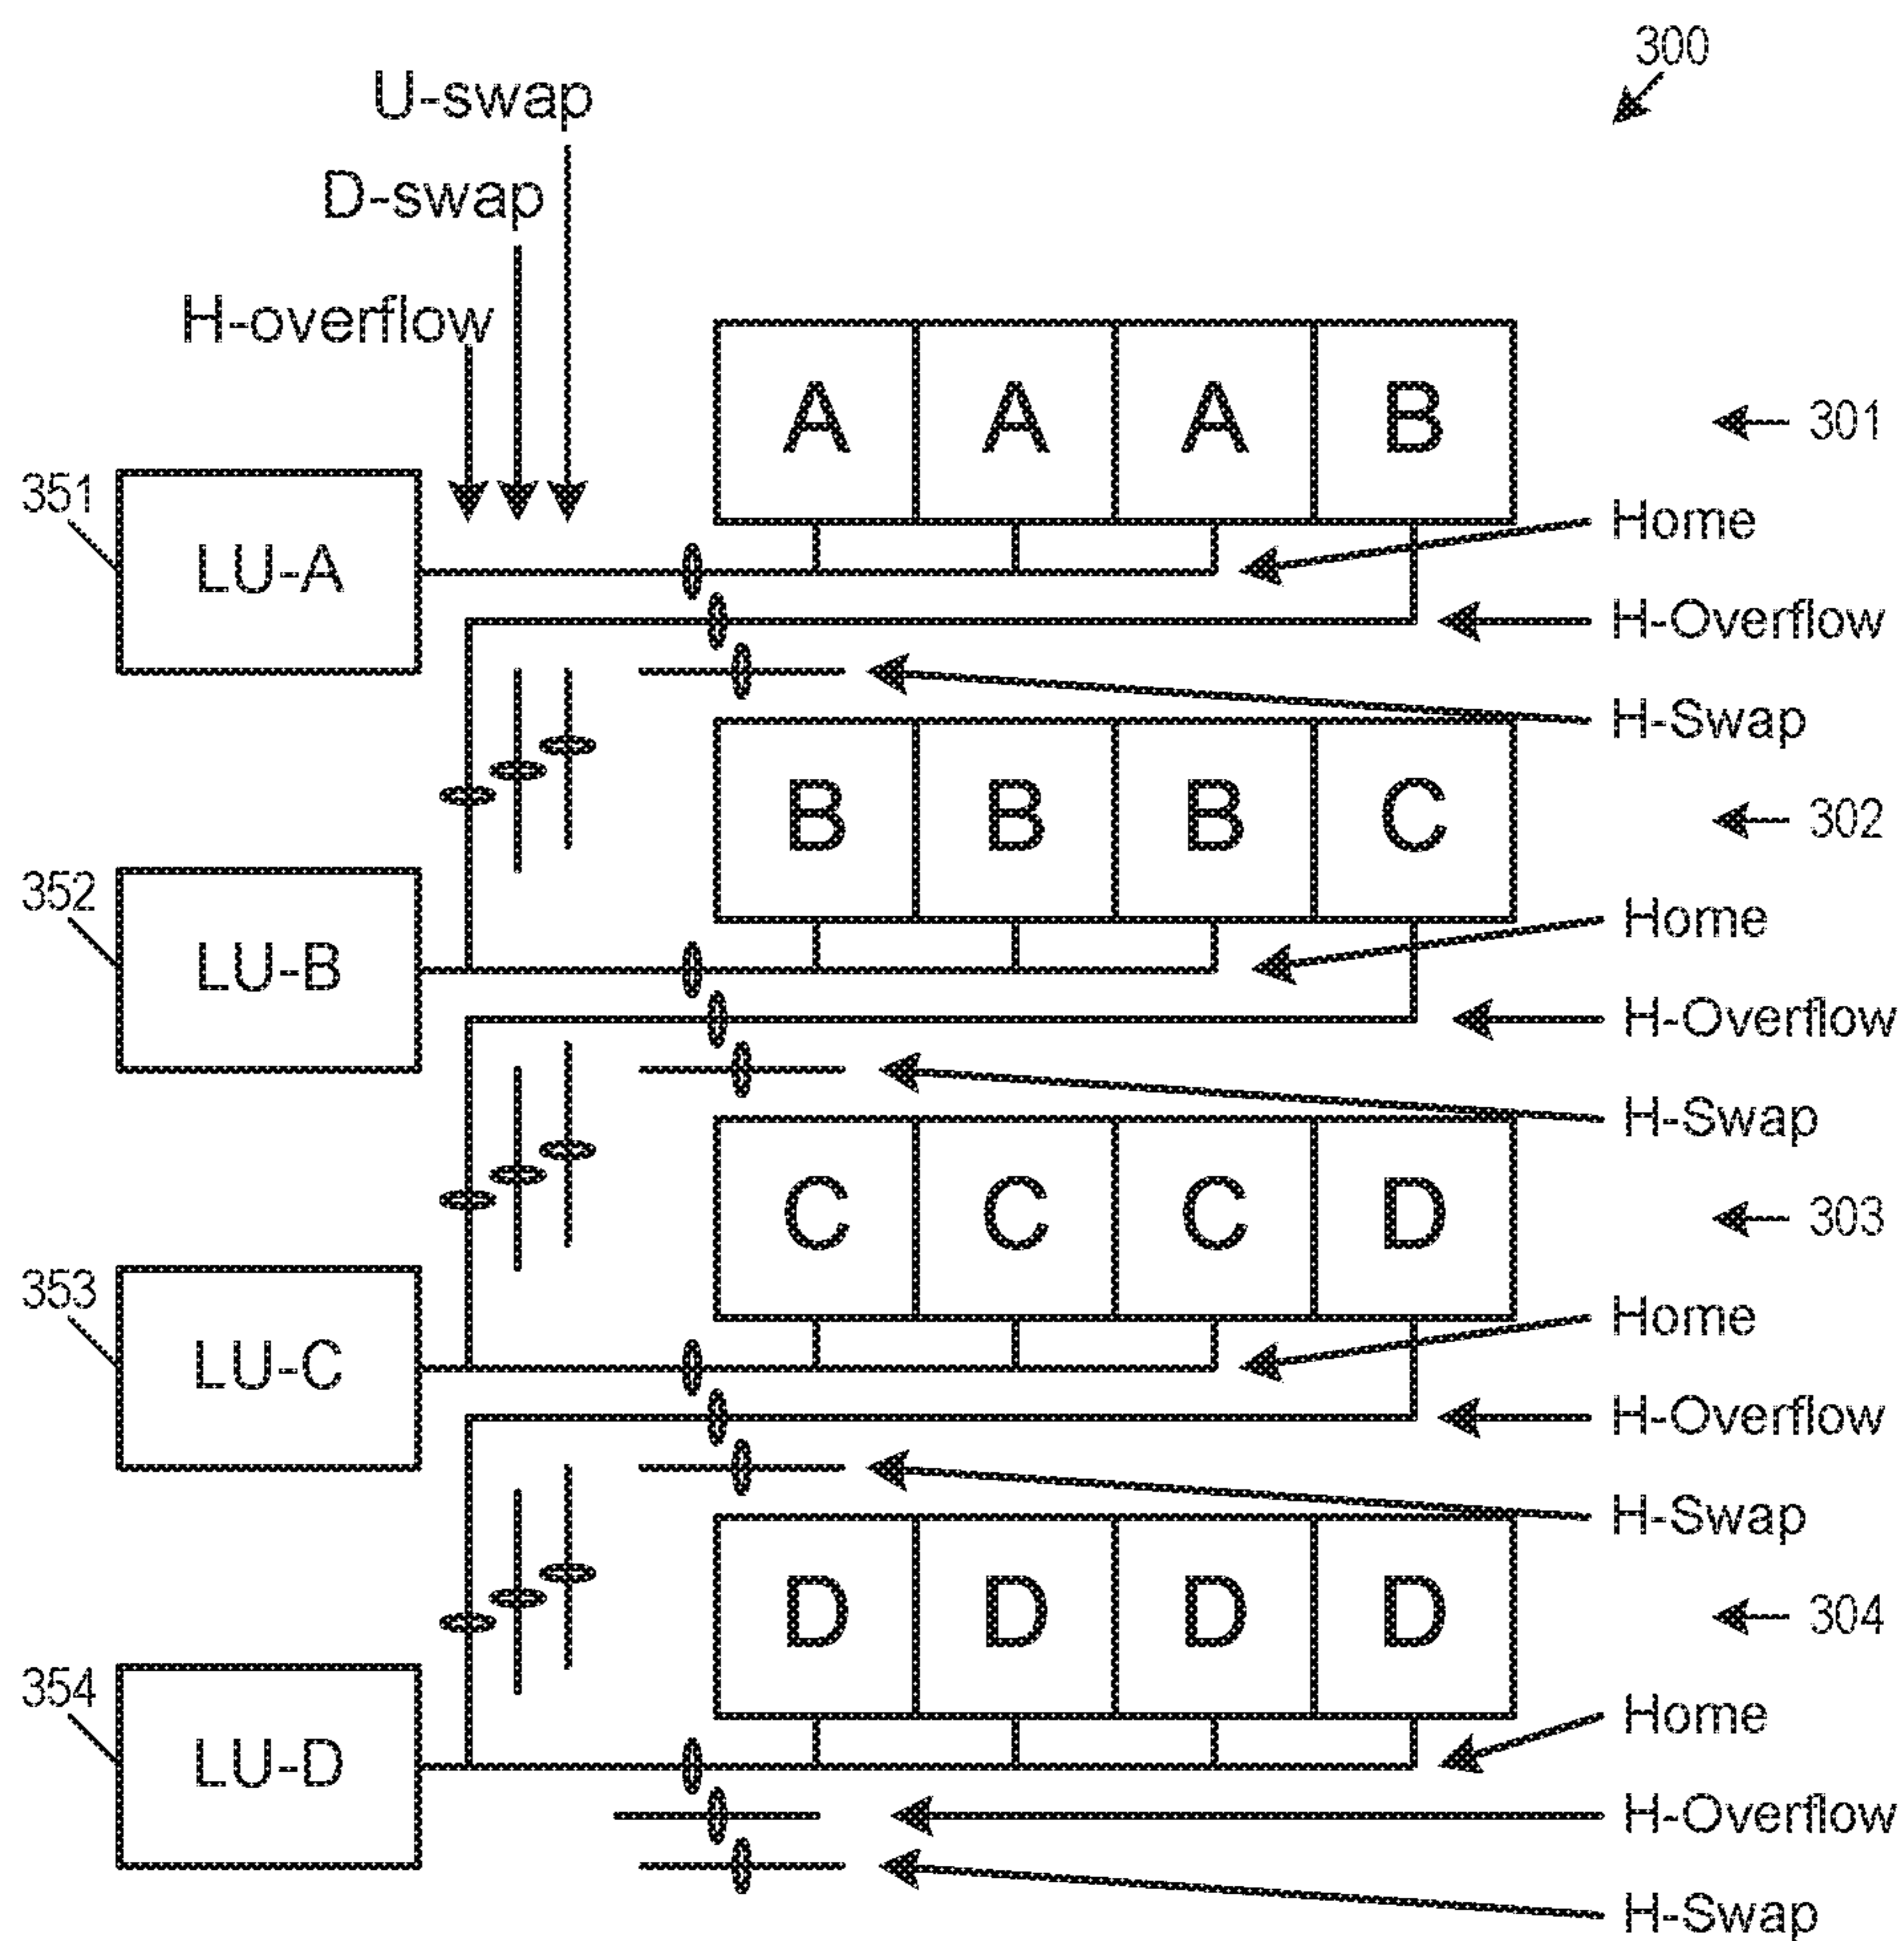 300
U-swap
D-swap
H-overflow
A A A B
301
351
LU-A
Home
H-Overflow
H-Swap
B B B C
302
352
LU-B
Home
H-Overflow
H-Swap
C C C D
303
353
LU-C
Home
H-Overflow
H-Swap
D D D D
304
354
LU-D
Home
H-Overflow
H-Swap